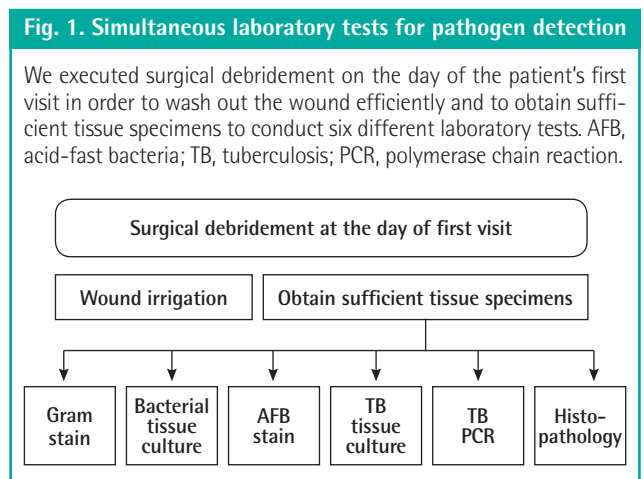 Fig. 1. Simultaneous laboratory tests for pathogen detection
We executed surgical debridement on the day of the patient's first
visit in order to wash out the wound efficiently and to obtain suffi-
cient tissue specimens to conduct six different laboratory tests. AFB,
acid-fast bacteria; TB, tuberculosis; PCR, polymerase chain reaction.
Surgical debridement at the day of first visit
Wound irrigation
Obtain sufficient tissue specimens
Gram
stain
Bacterial
tissue
culture
AFB
stain
TB
tissue
culture
TB
PCR
Histo-
pathology